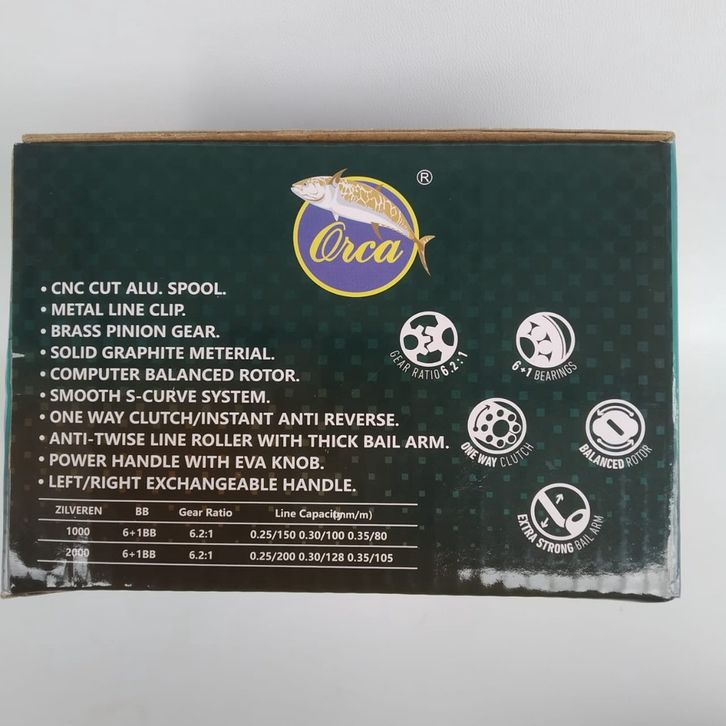 ®
Orca
• CNC CUT ALU. SPOOL.
• METAL LINE CLIP.
• BRASS PINION GEAR.
• SOLID GRAPHITE METERIAL.
• COMPUTER BALANCED ROTOR.
• SMOOTH S-CURVE SYSTEM.
• ONE WAY CLUTCH/INSTANT ANTI REVERSE.
• ANTI-TWISE LINE ROLLER WITH THICK BAIL ARM.
• POWER HANDLE WITH EVA KNOB.
• LEFT/RIGHT EXCHANGEABLE HANDLE.
GEAR RATIO 6.2:1
6+1 BEARINGS
ONE WAY CLUTCH
BALANCED ROTOR
EXTRA STRONG BAIL ARM
ZILVEREN BB Gear Ratio Line Capacity(mm/m)
1000 6+1BB 6.2:1 0.25/150 0.30/100 0.35/80
2000 6+1BB 6.2:1 0.25/200 0.30/128 0.35/105